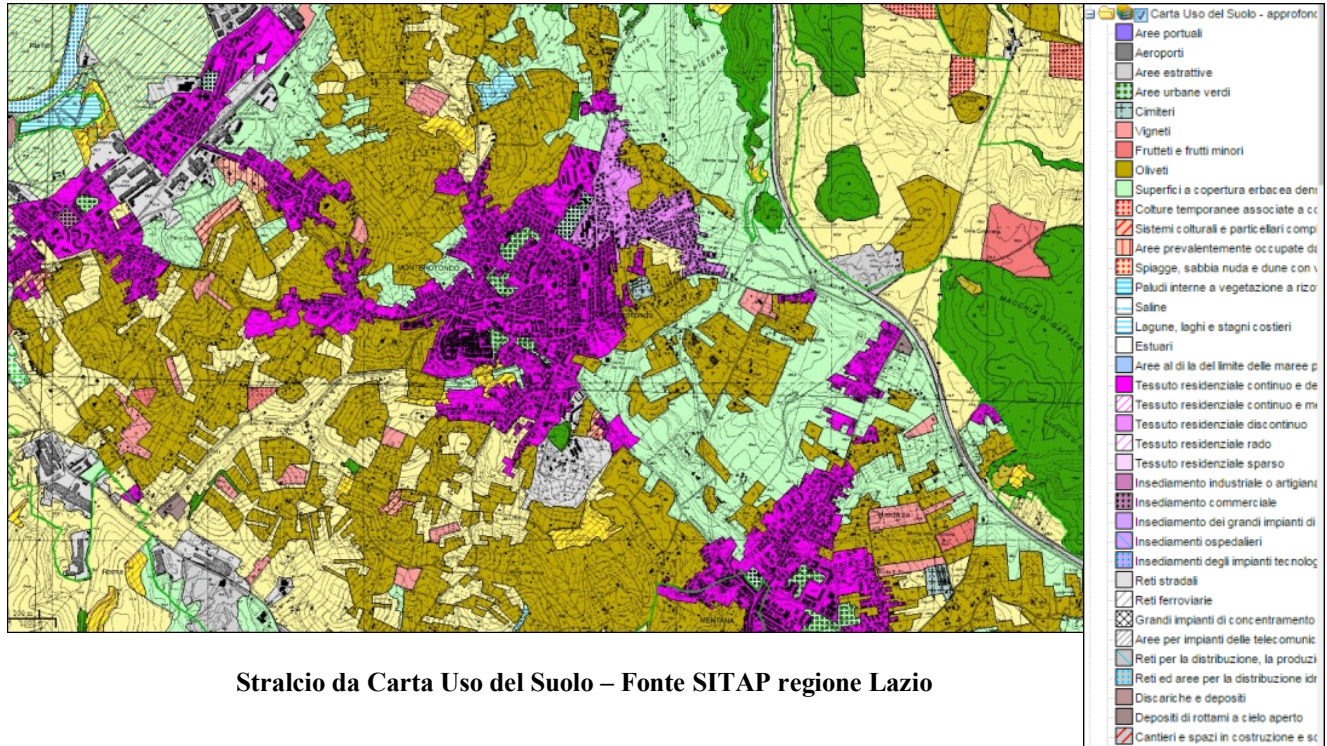 Carta Uso del Suolo - approfond
Aree portuali
Aeroporti
Aree estrattive
Aree urbane verdi
Cimiteri
Vigneti
Frutteti e frutti minori
Oliveti
Superfici a copertura erbacea dens
Colture temporanee associate a co
Sistemi colturali e particellari compl
Aree prevalentemente occupate da
Spiagge, sabbia nuda e dune con v
Paludi interne a vegetazione a rizo
Saline
Lagune, laghi e stagni costieri
Estuari
Aree al di la del limite delle maree p
Tessuto residenziale continuo e de
Tessuto residenziale continuo e me
Tessuto residenziale discontinuo
Tessuto residenziale rado
Tessuto residenziale sparso
Insediamento industriale o artigiana
Insediamento commerciale
Insediamento dei grandi impianti di
Insediamenti ospedalieri
Insediamenti degli impianti tecnolog
Reti stradali
Reti ferroviarie
Grandi impianti di concentramento
Aree per impianti delle telecomunic
Reti per la distribuzione, la produzi
Reti ed aree per la distribuzione idr
Discariche e depositi
Depositi di rottami a cielo aperto
Cantieri e spazi in costruzione e sc
MONTEROTONDO
MACCHIA DI GATTACE
MENTANA
Stralcio da Carta Uso del Suolo – Fonte SITAP regione Lazio